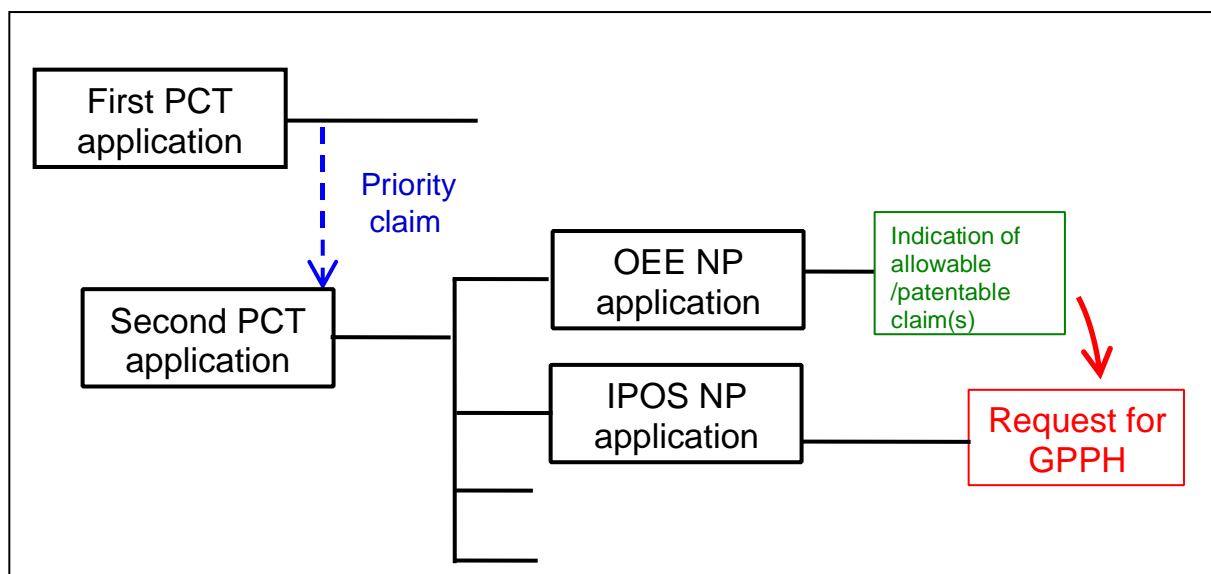 First PCT
application
Priority
claim
Second PCT
application
OEE NP
application
Indication of
allowable
/patentable
claim(s)
IPOS NP
application
Request for
GPPH